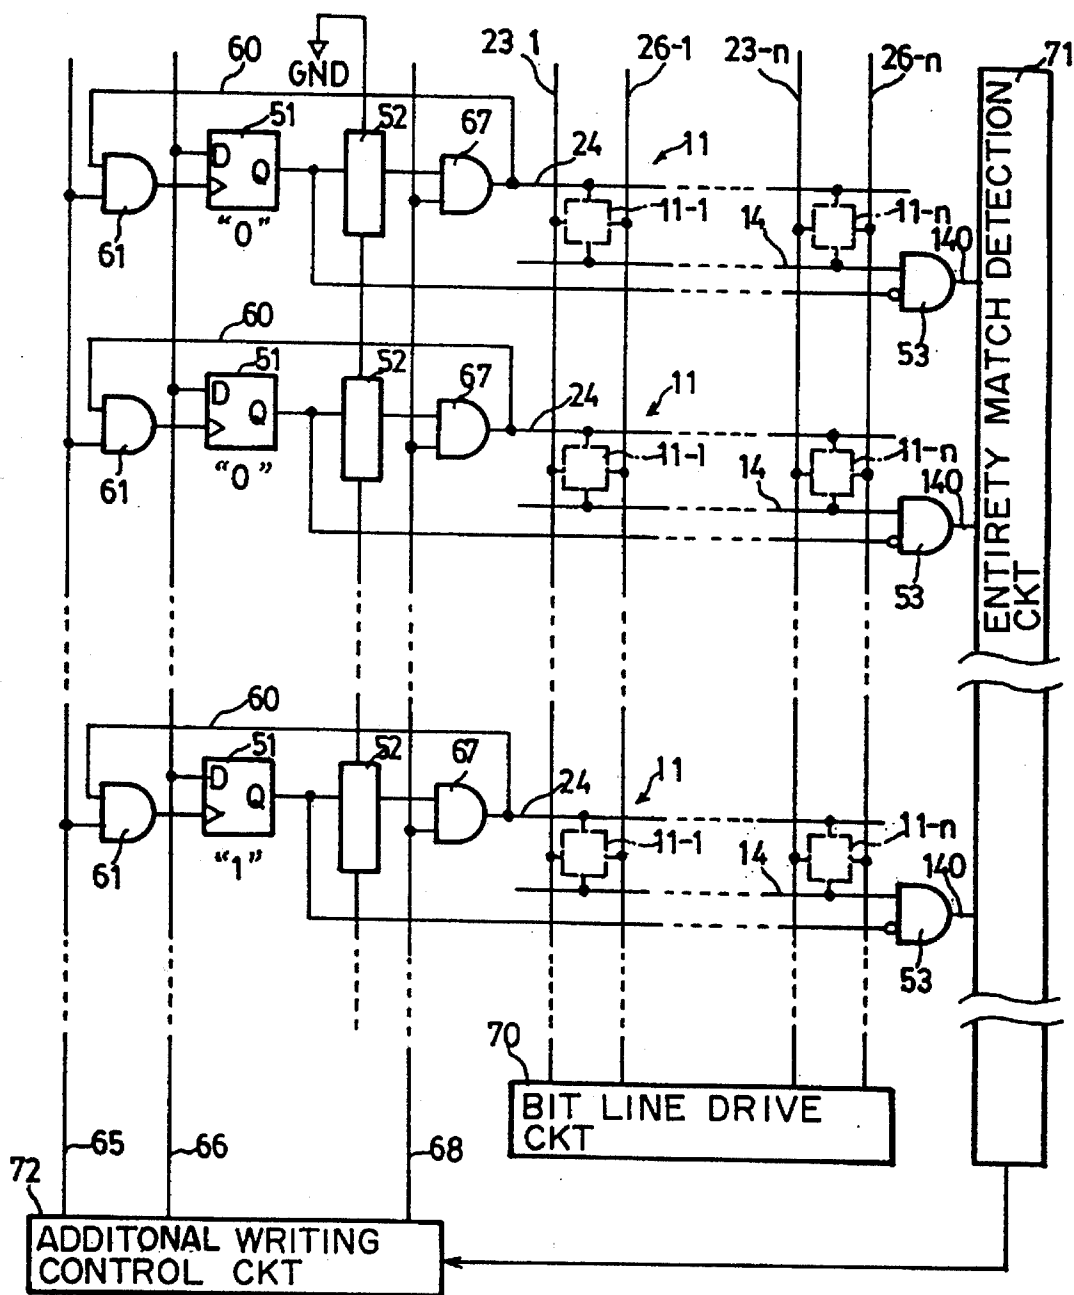 60
GND
23 1
26-1
23-n
26-n
71
51
52
67
24
11
D
Q
11-1
14
11-n
140
"0"
61
53
60
51
52
67
24
11
D
Q
11-1
14
11-n
140
"0"
61
53
ENTIRETY MATCH DETECTION
CKT
60
51
52
67
24
11
D
Q
11-1
14
11-n
140
"1"
61
53
70
BIT LINE DRIVE
CKT
65
66
68
72
ADDITONAL WRITING
CONTROL CKT